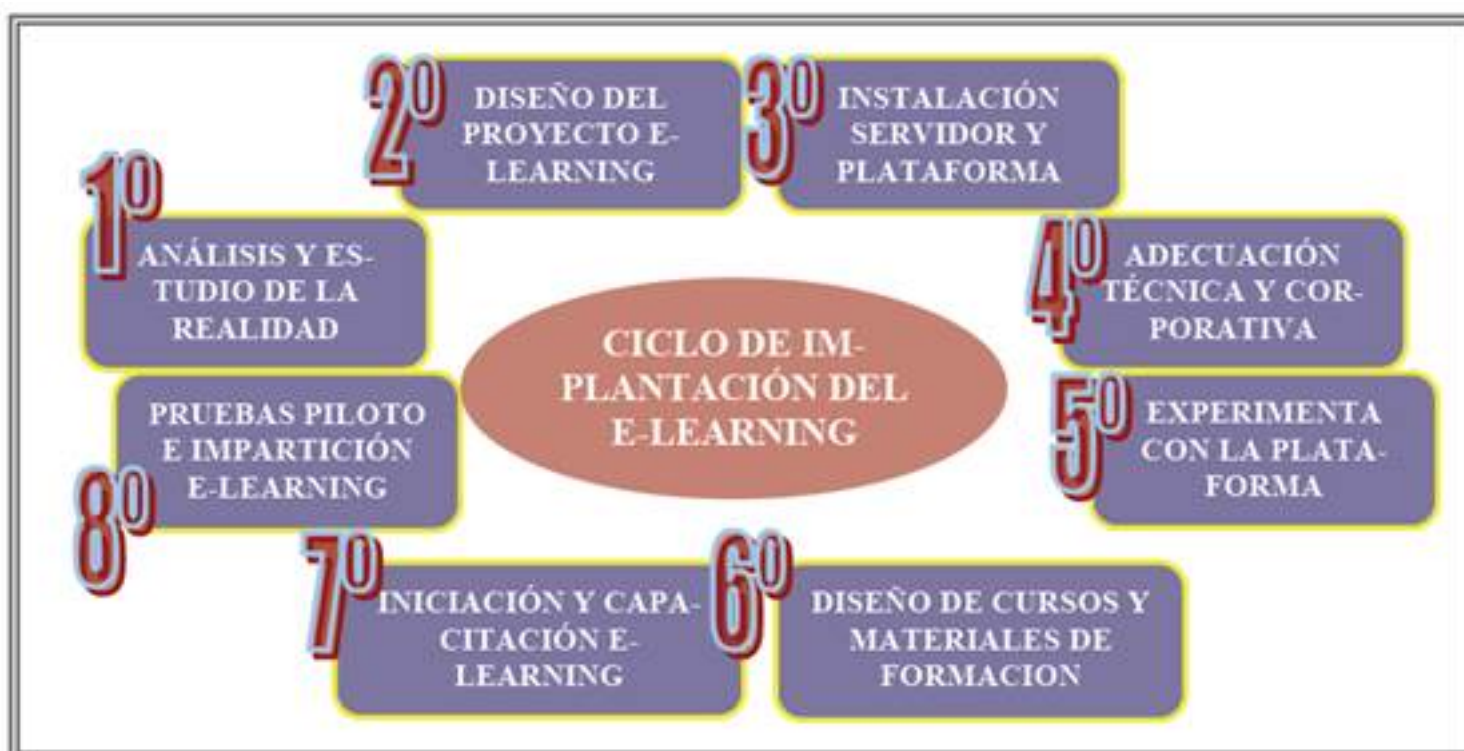 1º
ANÁLISIS Y ES-
TUDIO DE LA
REALIDAD
2º
DISEÑO DEL
PROYECTO E-
LEARNING
3º
INSTALACIÓN
SERVIDOR Y
PLATAFORMA
4º
ADECUACIÓN
TÉCNICA Y COR-
PORATIVA
5º
EXPERIMENTA
CON LA PLATA-
FORMA
6º
DISEÑO DE CURSOS Y
MATERIALES DE
FORMACION
7º
INICIACIÓN Y CAPA-
CITACIÓN E-
LEARNING
8º
PRUEBAS PILOTO
E IMPARTICIÓN
E-LEARNING
CICLO DE IM-
PLANTACIÓN DEL
E-LEARNING